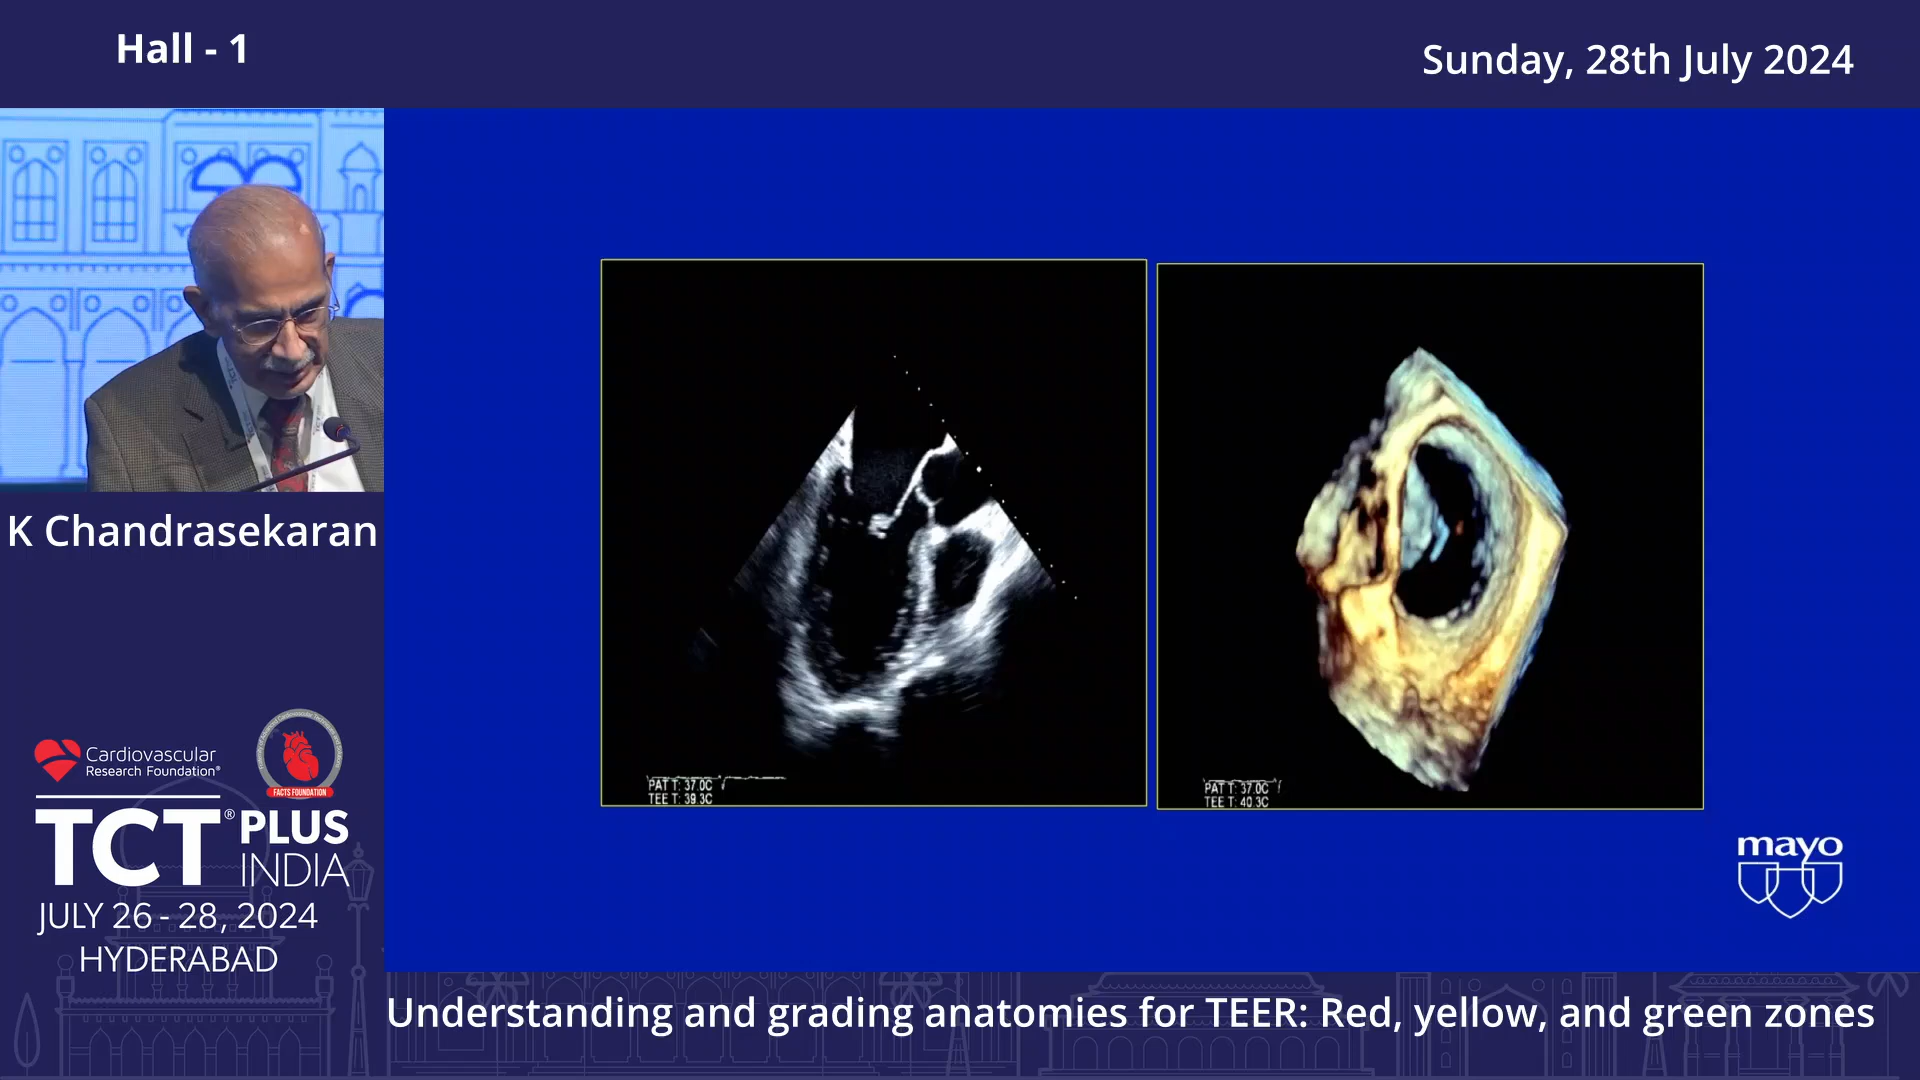 Hall - 1
Sunday, 28th July 2024
K Chandrasekaran
Cardiovascular
Research Foundation®
FACTS FOUNDATION
TCT® PLUS
INDIA
JULY 26 - 28, 2024
HYDERABAD
PAT T: 37.0C
TEE T: 39.3C
PAT T: 37.0C
TEE T: 40.3C
mayo
Understanding and grading anatomies for TEER: Red, yellow, and green zones